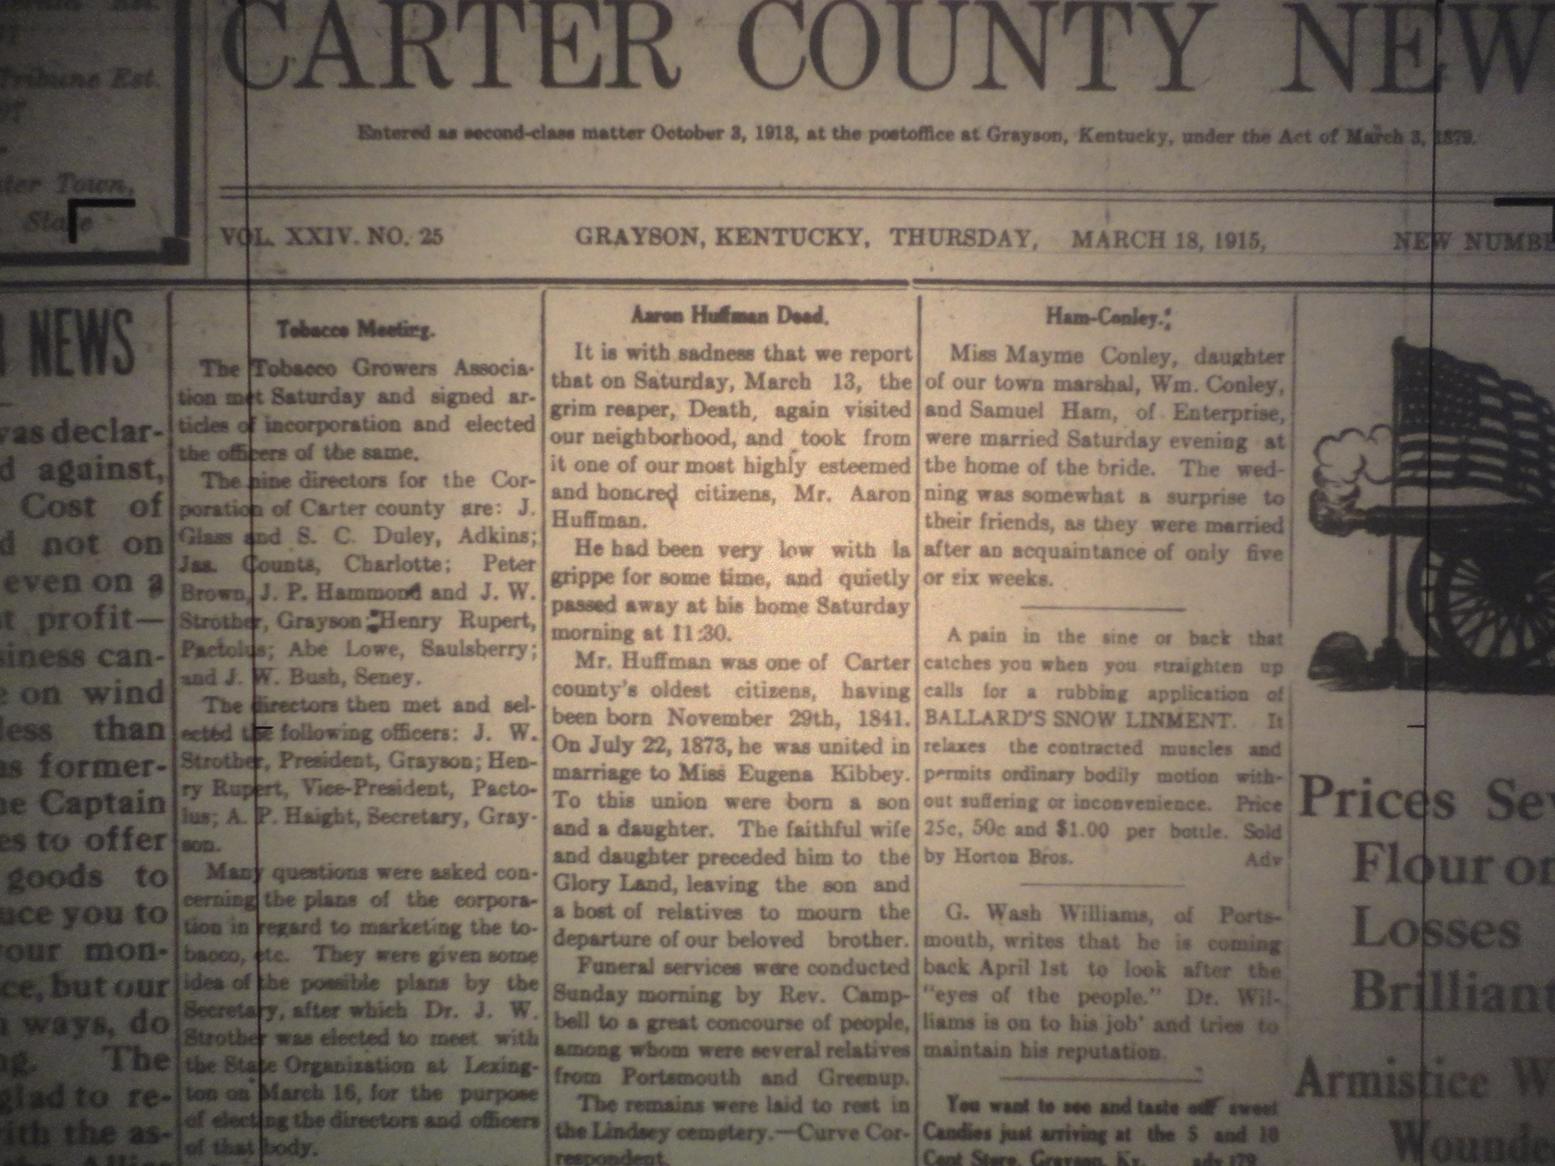 Tribune Est.
Town,
State
CARTER COUNTY NEW
Entered as second-class matter October 3, 1913, at the postoffice at Grayson, Kentucky, under the Act of March 3, 1879.
VOL. XXIV. NO. 25 GRAYSON, KENTUCKY, THURSDAY, MARCH 18, 1915, NEW NUMBE
NEWS
was declar-
d against,
Cost of
d not on
even on a
t profit—
siness can-
e on wind
less than
as former-
he Captain
es to offer
goods to
uce you to
your mon-
ce, but our
n ways, do
ng. The
glad to re-
with the as-
Tobacco Meeting.
The Tobacco Growers Associa-
tion met Saturday and signed ar-
ticles of incorporation and elected
the officers of the same.
The nine directors for the Cor-
poration of Carter county are: J.
Glass and S. C. Duley, Adkins;
Jas. Counts, Charlotte; Peter
Brown, J. P. Hammond and J. W.
Strother, Grayson; Henry Rupert,
Pactolus; Abe Lowe, Saulsberry;
and J. W. Bush, Seney.
The directors then met and sel-
ected the following officers: J. W.
Strother, President, Grayson; Hen-
ry Rupert, Vice-President, Pacto-
lus; A. P. Haight, Secretary, Gray-
son.
Many questions were asked con-
cerning the plans of the corpora-
tion in regard to marketing the to-
bacco, etc. They were given some
idea of the possible plans by the
Secretary, after which Dr. J. W.
Strother was elected to meet with
the State Organization at Lexing-
ton on March 16, for the purpose
of electing the directors and officers
of that body.
Aaron Huffman Dead.
It is with sadness that we report
that on Saturday, March 13, the
grim reaper, Death, again visited
our neighborhood, and took from
it one of our most highly esteemed
and honored citizens, Mr. Aaron
Huffman.
He had been very low with la
grippe for some time, and quietly
passed away at his home Saturday
morning at 11:30.
Mr. Huffman was one of Carter
county's oldest citizens, having
been born November 29th, 1841.
On July 22, 1873, he was united in
marriage to Miss Eugena Kibbey.
To this union were born a son
and a daughter. The faithful wife
and daughter preceded him to the
Glory Land, leaving the son and
a host of relatives to mourn the
departure of our beloved brother.
Funeral services were conducted
Sunday morning by Rev. Camp-
bell to a great concourse of people,
among whom were several relatives
from Portsmouth and Greenup.
The remains were laid to rest in
the Lindsey cemetery.—Curve Cor-
respondent.
Ham-Conley.
Miss Mayme Conley, daughter
of our town marshal, Wm. Conley,
and Samuel Ham, of Enterprise,
were married Saturday evening at
the home of the bride. The wed-
ning was somewhat a surprise to
their friends, as they were married
after an acquaintance of only five
or six weeks.
A pain in the sine or back that
catches you when you straighten up
calls for a rubbing application of
BALLARD'S SNOW LINMENT. It
relaxes the contracted muscles and
permits ordinary bodily motion with-
out suffering or inconvenience. Price
25c, 50c and $1.00 per bottle. Sold
by Horton Bros. Adv
G. Wash Williams, of Ports-
mouth, writes that he is coming
back April 1st to look after the
"eyes of the people." Dr. Wil-
liams is on to his job' and tries to
maintain his reputation.
You want to see and taste our sweet
Candies just arriving at the 5 and 10
Cent Store, Grayson, Ky. adv
Prices Sev
Flour or
Losses
Brilliant
Armistice W
Wounde